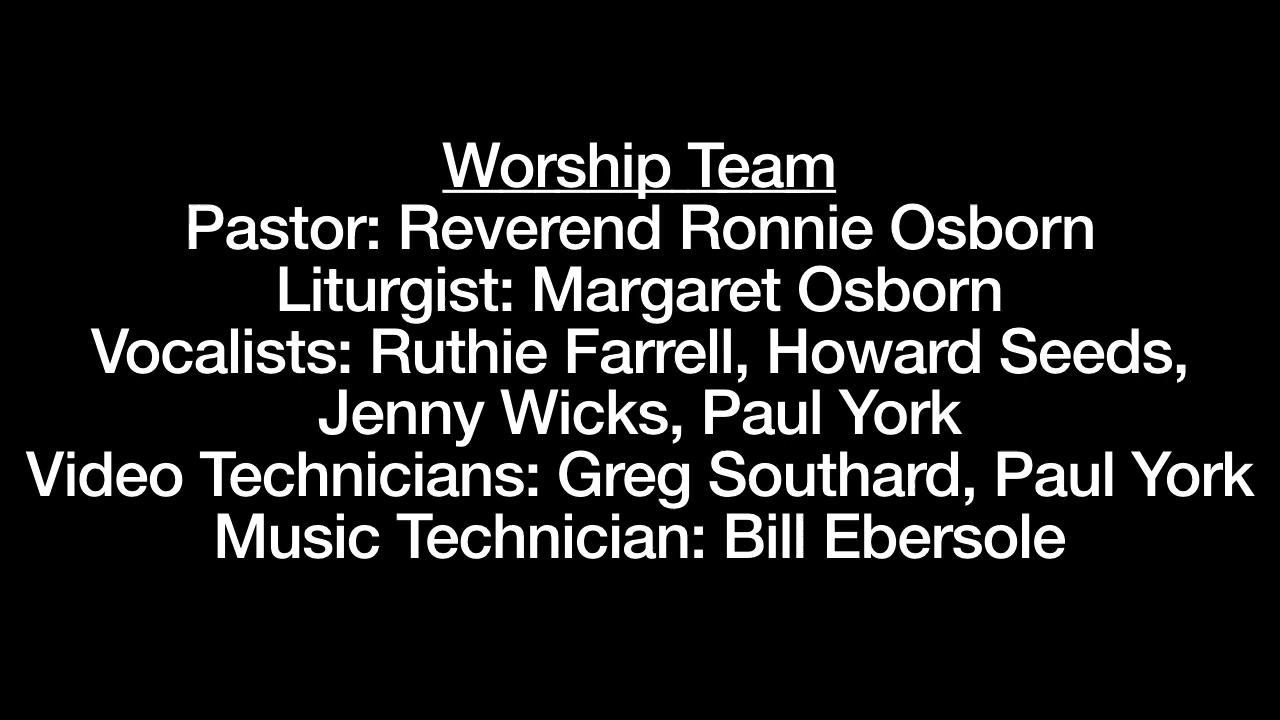 Worship Team
Pastor: Reverend Ronnie Osborn
Liturgist: Margaret Osborn
Vocalists: Ruthie Farrell, Howard Seeds,
Jenny Wicks, Paul York
Video Technicians: Greg Southard, Paul York
Music Technician: Bill Ebersole